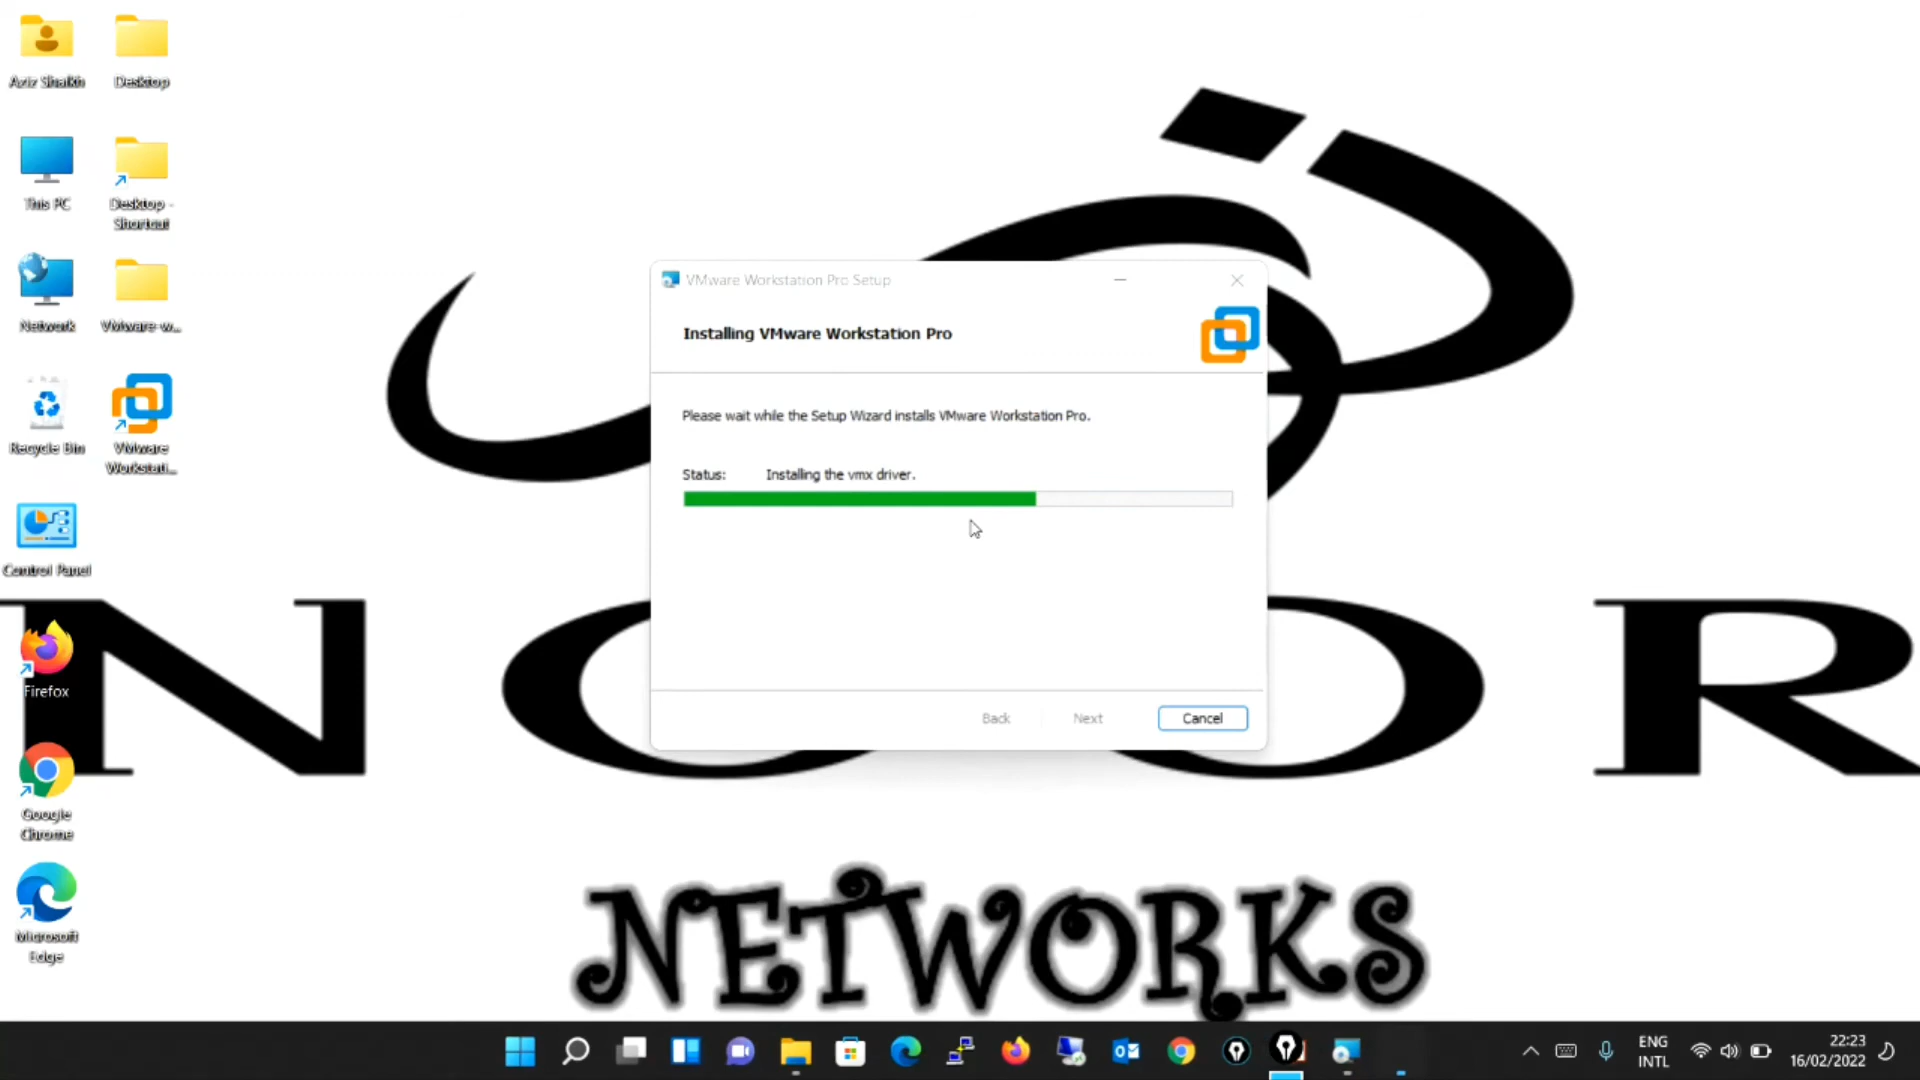 Aziz Shaikh
Desktop
This PC
Desktop -
Shortcut
Network
VMware-w...
Recycle Bin
VMware
Workstati...
Control Panel
Firefox
Google
Chrome
Microsoft
Edge
VMware Workstation Pro Setup
Installing VMware Workstation Pro
Please wait while the Setup Wizard installs VMware Workstation Pro.
Status: Installing the vmx driver.
Back
Next
Cancel
NOOR
NETWORKS
ENG
INTL
22:23
16/02/2022